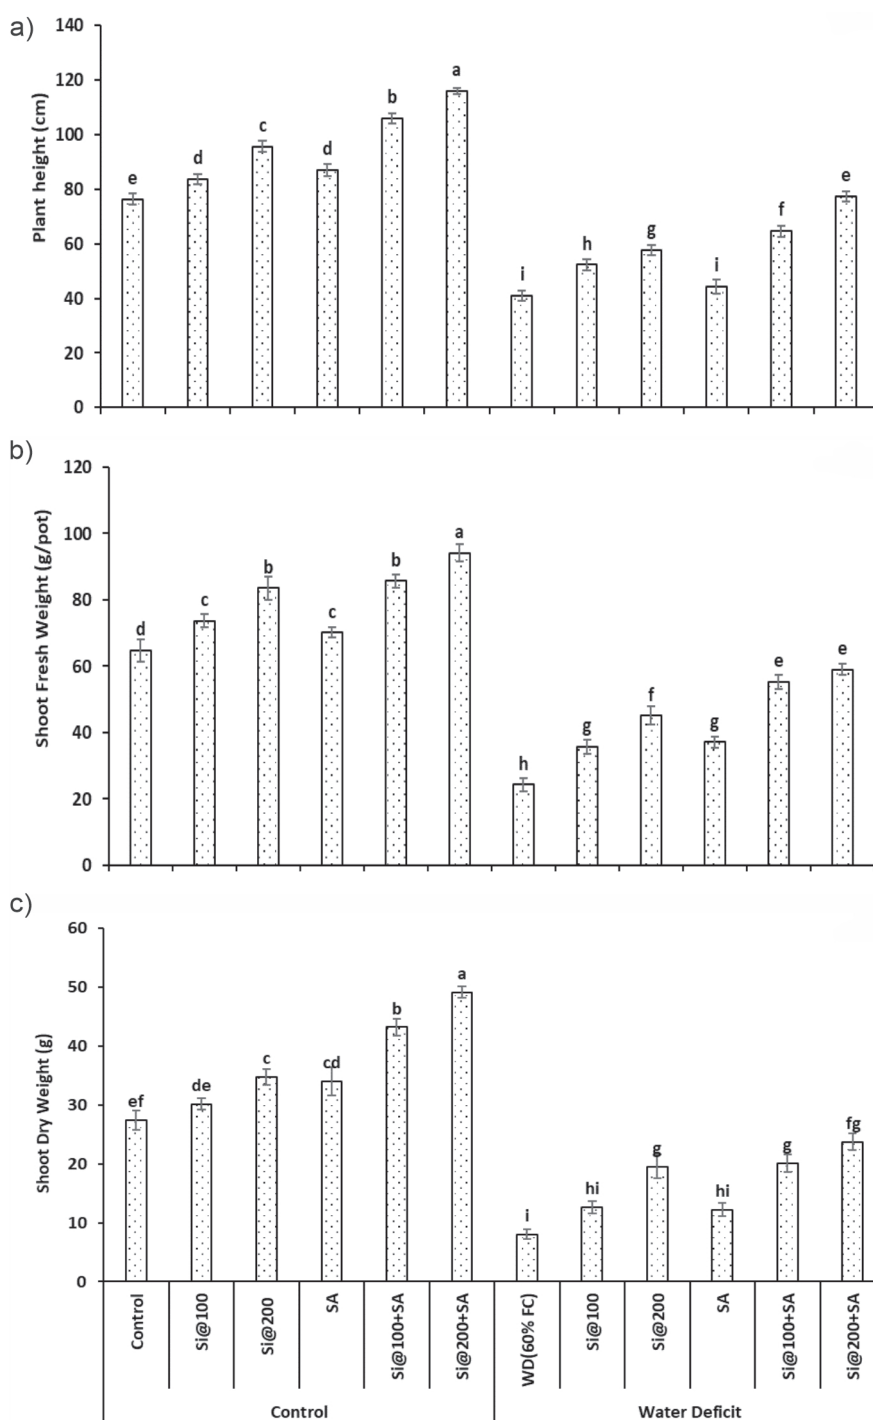 a)
Plant height (cm)
140
120
100
80
60
40
20
0
e
d
c
d
b
a
i
h
g
i
f
e
b)
Shoot Fresh Weight (g/pot)
120
100
80
60
40
20
0
d
c
b
c
b
a
h
g
f
g
e
e
c)
Shoot Dry Weight (g)
60
50
40
30
20
10
0
ef
de
c
cd
b
a
i
hi
g
hi
g
fg
Control
Si@100
Si@200
SA
Si@100+SA
Si@200+SA
WD(60% FC)
Si@100
Si@200
SA
Si@100+SA
Si@200+SA
Control
Water Deficit